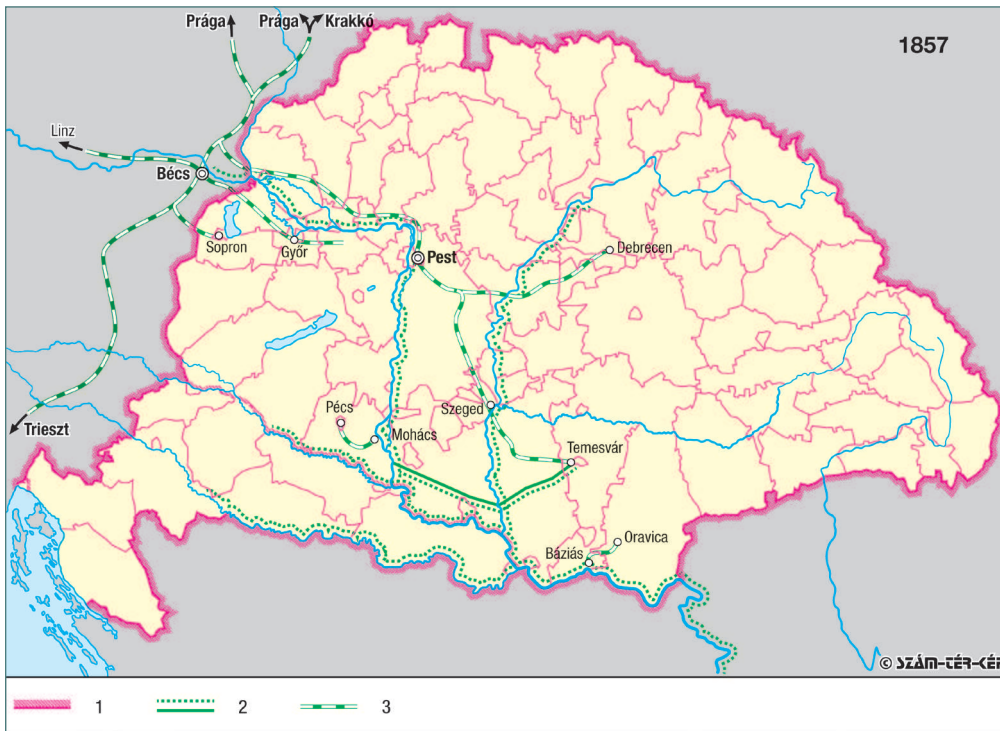 Prága
Prága
Krakkó
1857
Linz
Bécs
Sopron
Győr
Pest
Debrecen
Trieszt
Pécs
Mohács
Szeged
Temesvár
Báziás
Oravica
© SZÁM-TÉR-KÉP
1
2
3